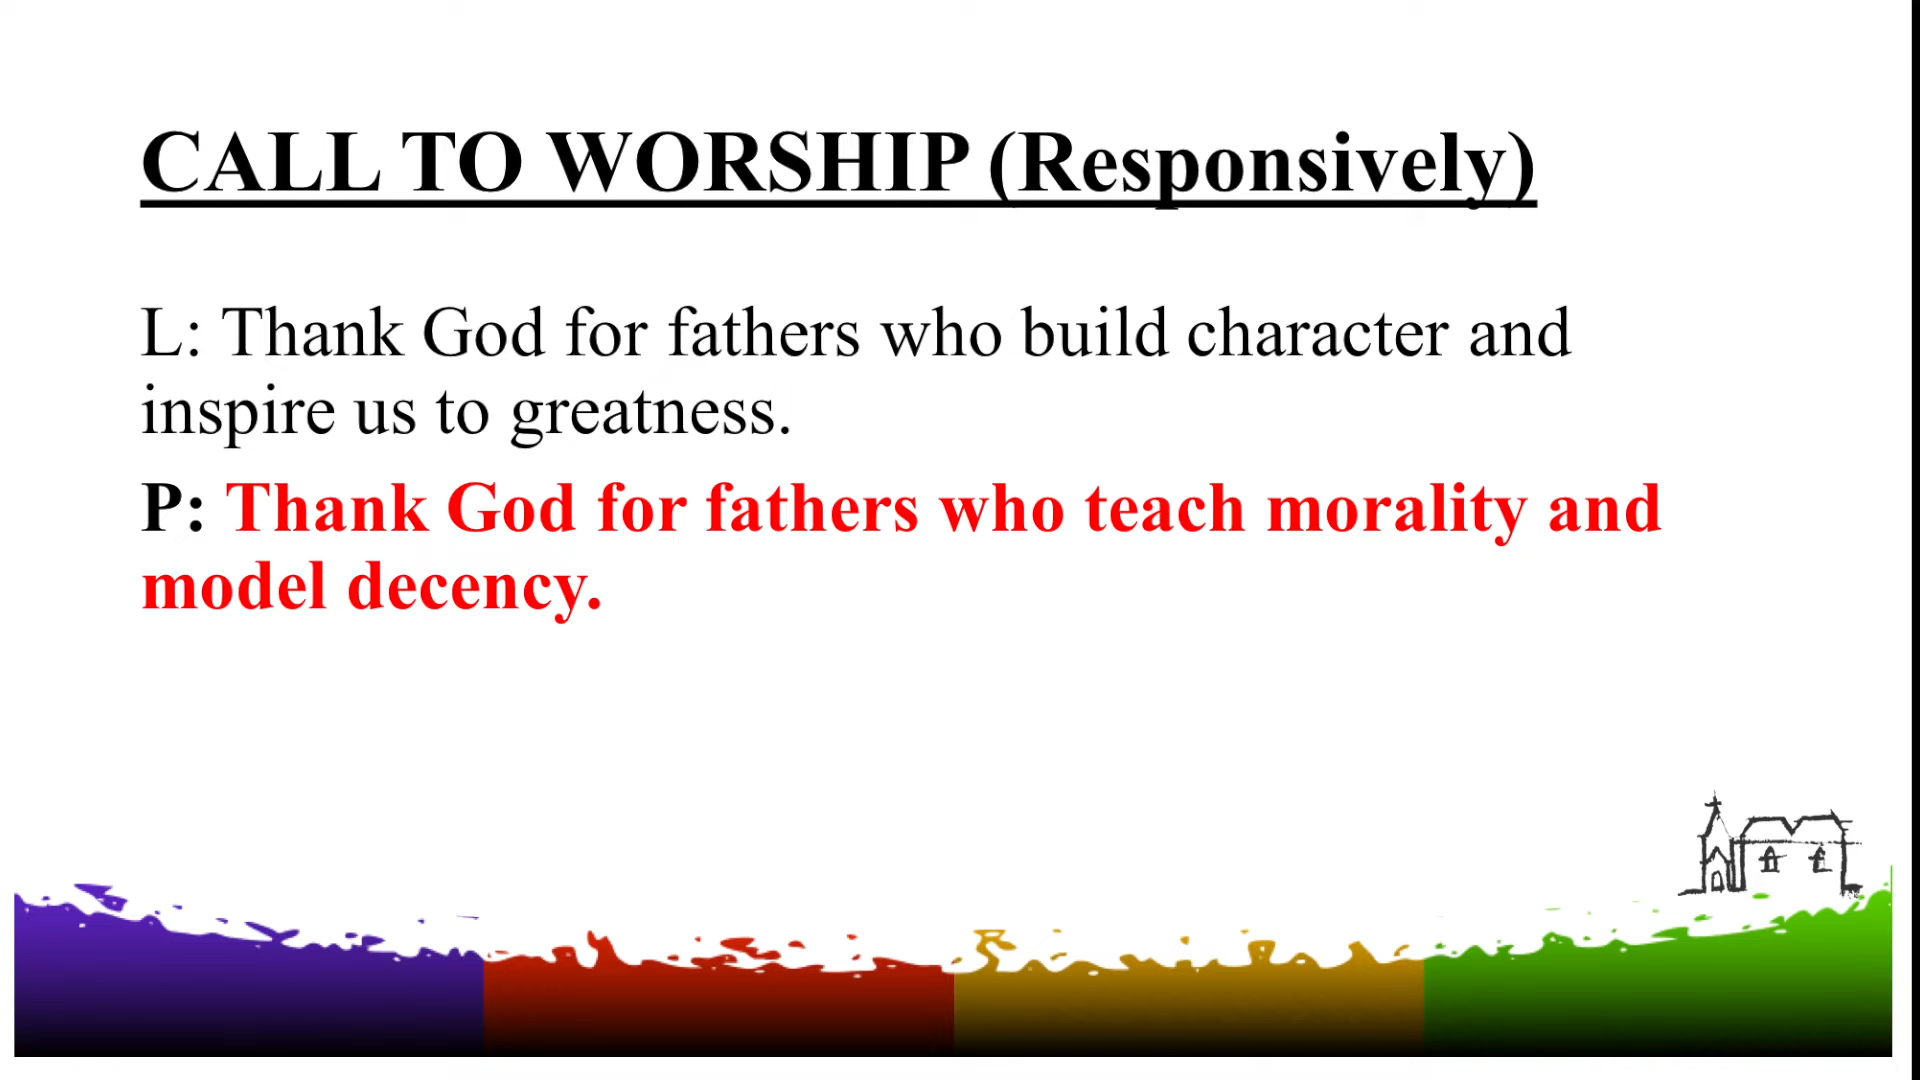 CALL TO WORSHIP (Responsively)
L: Thank God for fathers who build character and
inspire us to greatness.
P: Thank God for fathers who teach morality and
model decency.